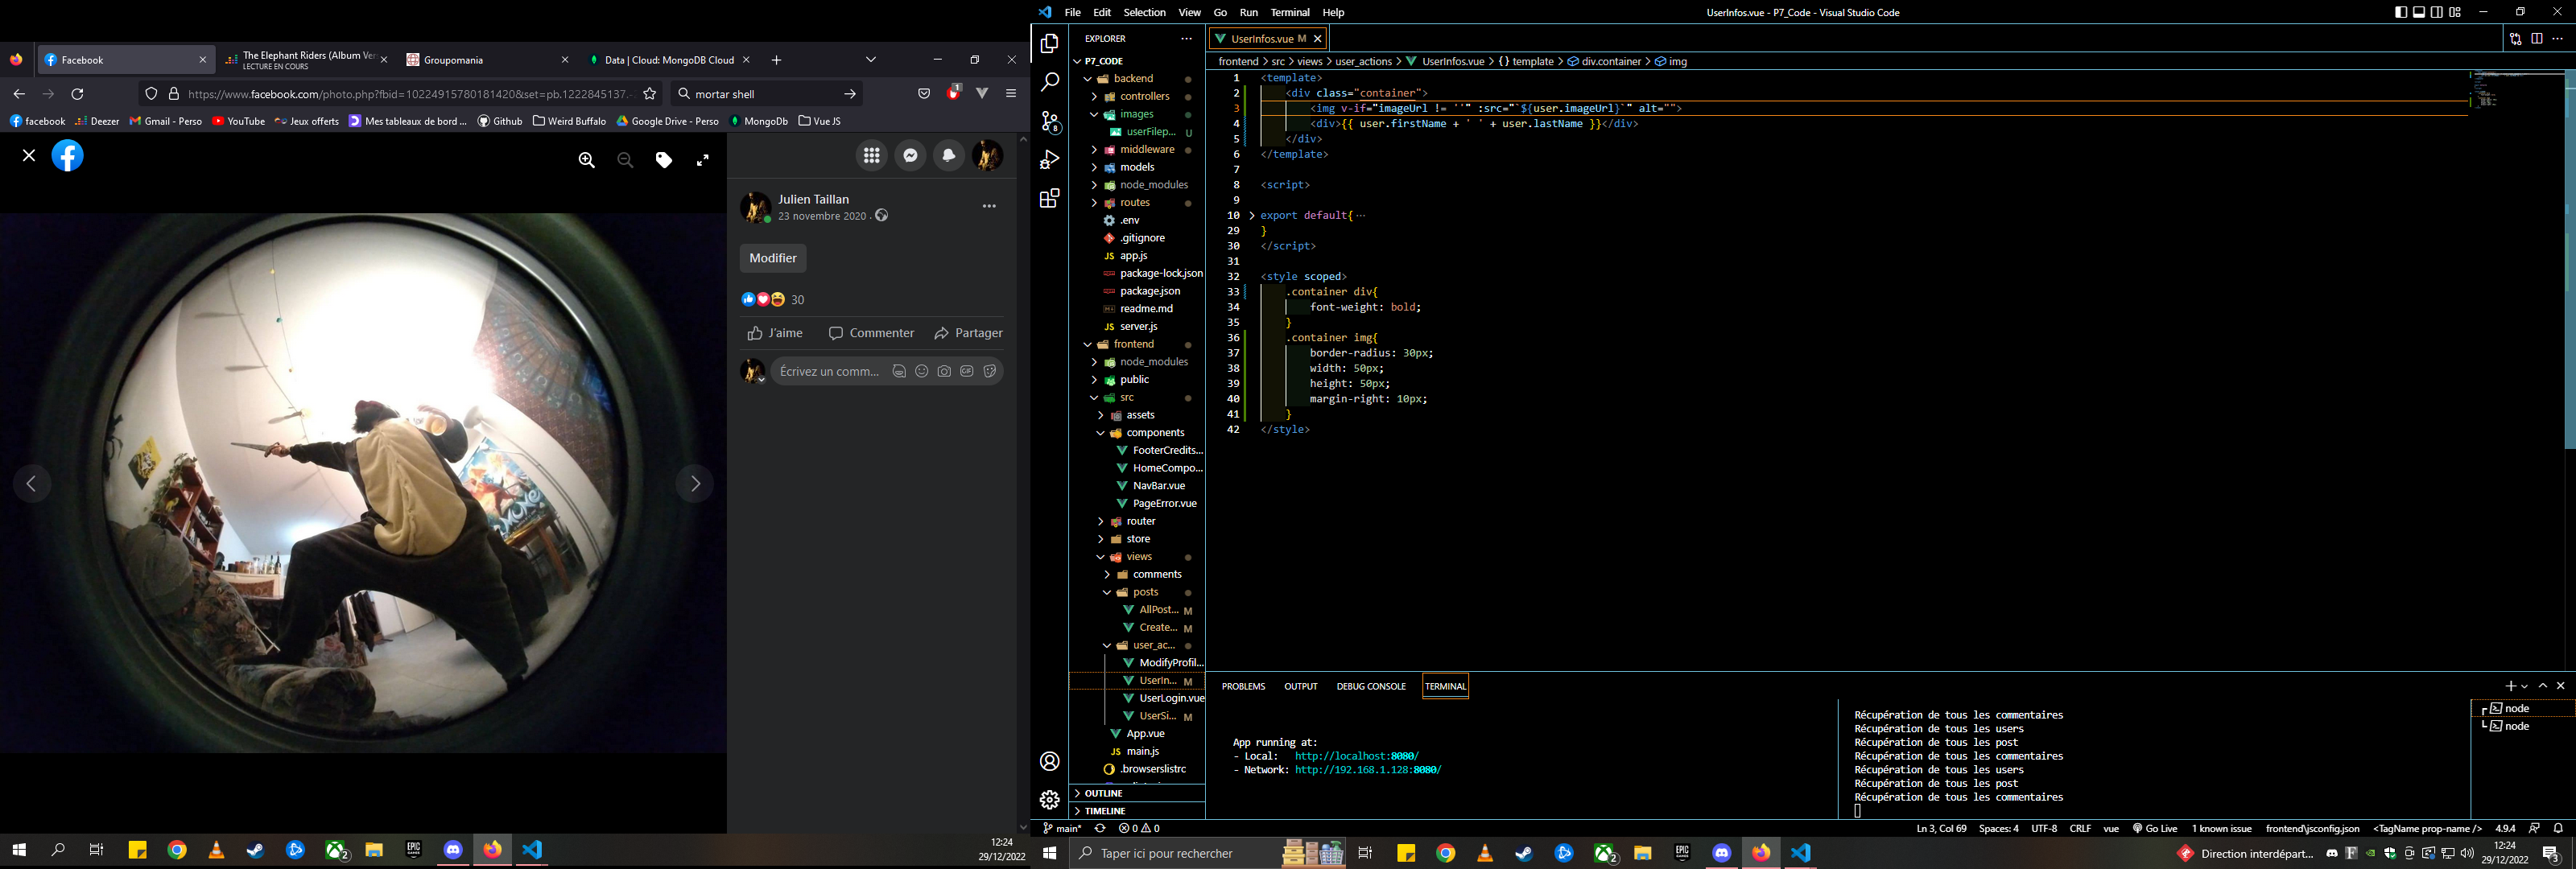 Facebook
The Elephant Riders (Album Ver
LECTURE EN COURS
Groupomania
Data | Cloud: MongoDB Cloud
https://www.facebook.com/photo.php?fbid=10224915780181420&set=pb.1222845137.-
mortar shell
1
facebook
Deezer
Gmail - Perso
YouTube
Jeux offerts
Mes tableaux de bord ...
Github
Weird Buffalo
Google Drive - Perso
MongoDb
Vue JS
Julien Taillan
23 novembre 2020 ·
Modifier
30
J'aime
Commenter
Partager
Écrivez un comm...
GIF
12:24
29/12/2022
File Edit Selection View Go Run Terminal Help
UserInfos.vue - P7_Code - Visual Studio Code
EXPLORER
P7_CODE
backend
controllers
images
userFilep... U
middleware
models
node_modules
routes
.env
.gitignore
JS app.js
package-lock.json
package.json
readme.md
JS server.js
frontend
node_modules
public
src
assets
components
FooterCredits...
HomeCompo...
NavBar.vue
PageError.vue
router
store
views
comments
posts
AllPost... M
Create... M
user_ac...
ModifyProfil...
UserIn... M
UserLogin.vue
UserSi... M
App.vue
JS main.js
.browserslistrc
OUTLINE
TIMELINE
8
UserInfos.vue M
frontend > src > views > user_actions > UserInfos.vue > {} template > div.container > img
1 <template>
2 <div class="container">
3 <img v-if="imageUrl != ''" :src="`${user.imageUrl}`" alt="">
4 <div>{{ user.firstName + ' ' + user.lastName }}</div>
5 </div>
6 </template>
7
8 <script>
9
10 export default{ ...
29 }
30 </script>
31
32 <style scoped>
33 .container div{
34 font-weight: bold;
35 }
36 .container img{
37 border-radius: 30px;
38 width: 50px;
39 height: 50px;
40 margin-right: 10px;
41 }
42 </style>
PROBLEMS OUTPUT DEBUG CONSOLE TERMINAL
App running at:
- Local: http://localhost:8080/
- Network: http://192.168.1.128:8080/
Récupération de tous les commentaires
Récupération de tous les users
Récupération de tous les post
Récupération de tous les commentaires
Récupération de tous les users
Récupération de tous les post
Récupération de tous les commentaires
node
node
main*
0 0
Ln 3, Col 69
Spaces: 4
UTF-8
CRLF
vue
Go Live
1 known issue
frontend\jsconfig.json
<TagName prop-name />
4.9.4
Taper ici pour rechercher
Direction interdépart...
12:24
29/12/2022
3